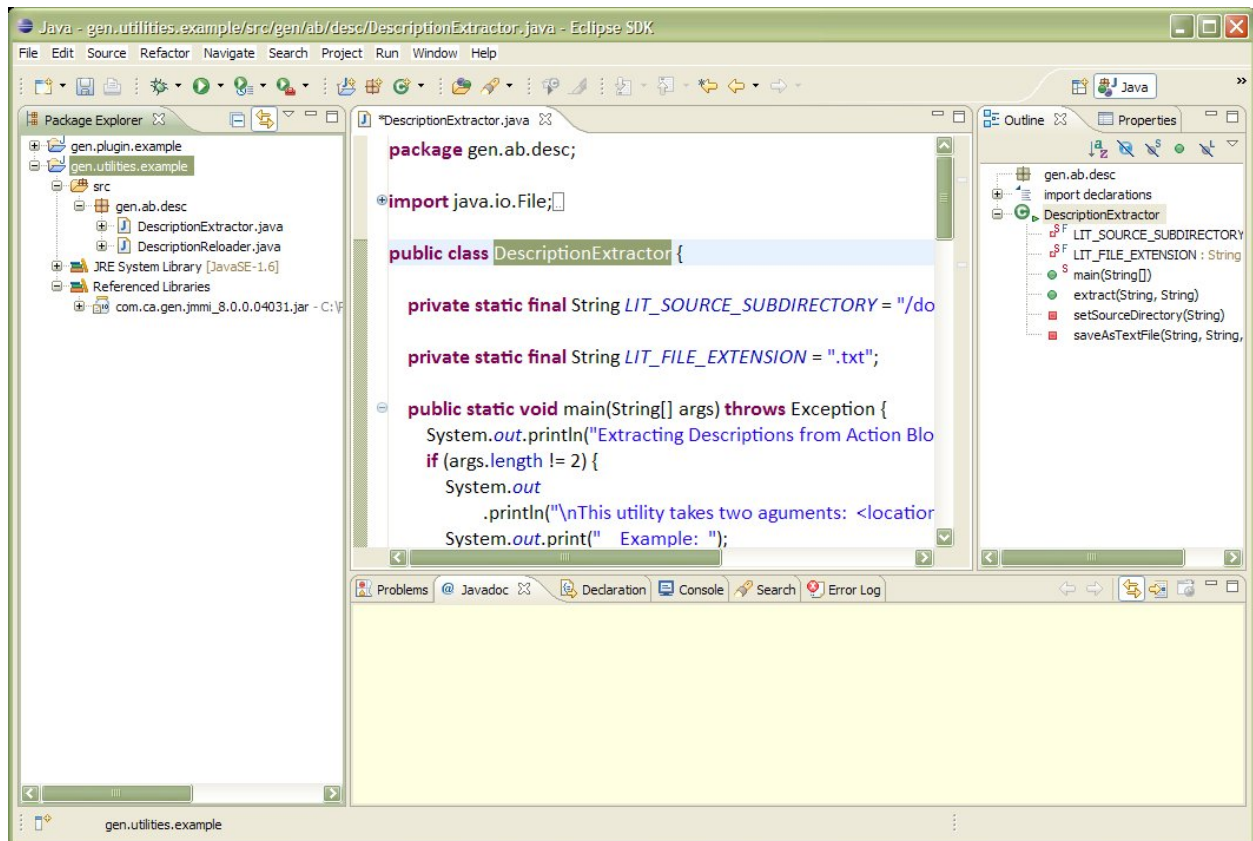 Java - gen.utilities.example/src/gen/ab/desc/DescriptionExtractor.java - Eclipse SDK
File Edit Source Refactor Navigate Search Project Run Window Help
Java »
Package Explorer
gen.plugin.example
gen.utilities.example
src
gen.ab.desc
DescriptionExtractor.java
DescriptionReloader.java
JRE System Library [JavaSE-1.6]
Referenced Libraries
com.ca.gen.jmmi_8.0.0.04031.jar - C:\P
*DescriptionExtractor.java
package gen.ab.desc;
import java.io.File;
public class DescriptionExtractor {
private static final String LIT_SOURCE_SUBDIRECTORY = "/do
private static final String LIT_FILE_EXTENSION = ".txt";
public static void main(String[] args) throws Exception {
System.out.println("Extracting Descriptions from Action Blo
if (args.length != 2) {
System.out
.println("\nThis utility takes two aguments: <location
System.out.print(" Example: ");
Outline Properties
gen.ab.desc
import declarations
DescriptionExtractor
LIT_SOURCE_SUBDIRECTORY
LIT_FILE_EXTENSION : String
main(String[])
extract(String, String)
setSourceDirectory(String)
saveAsTextFile(String, String,
Problems @ Javadoc Declaration Console Search Error Log
gen.utilities.example